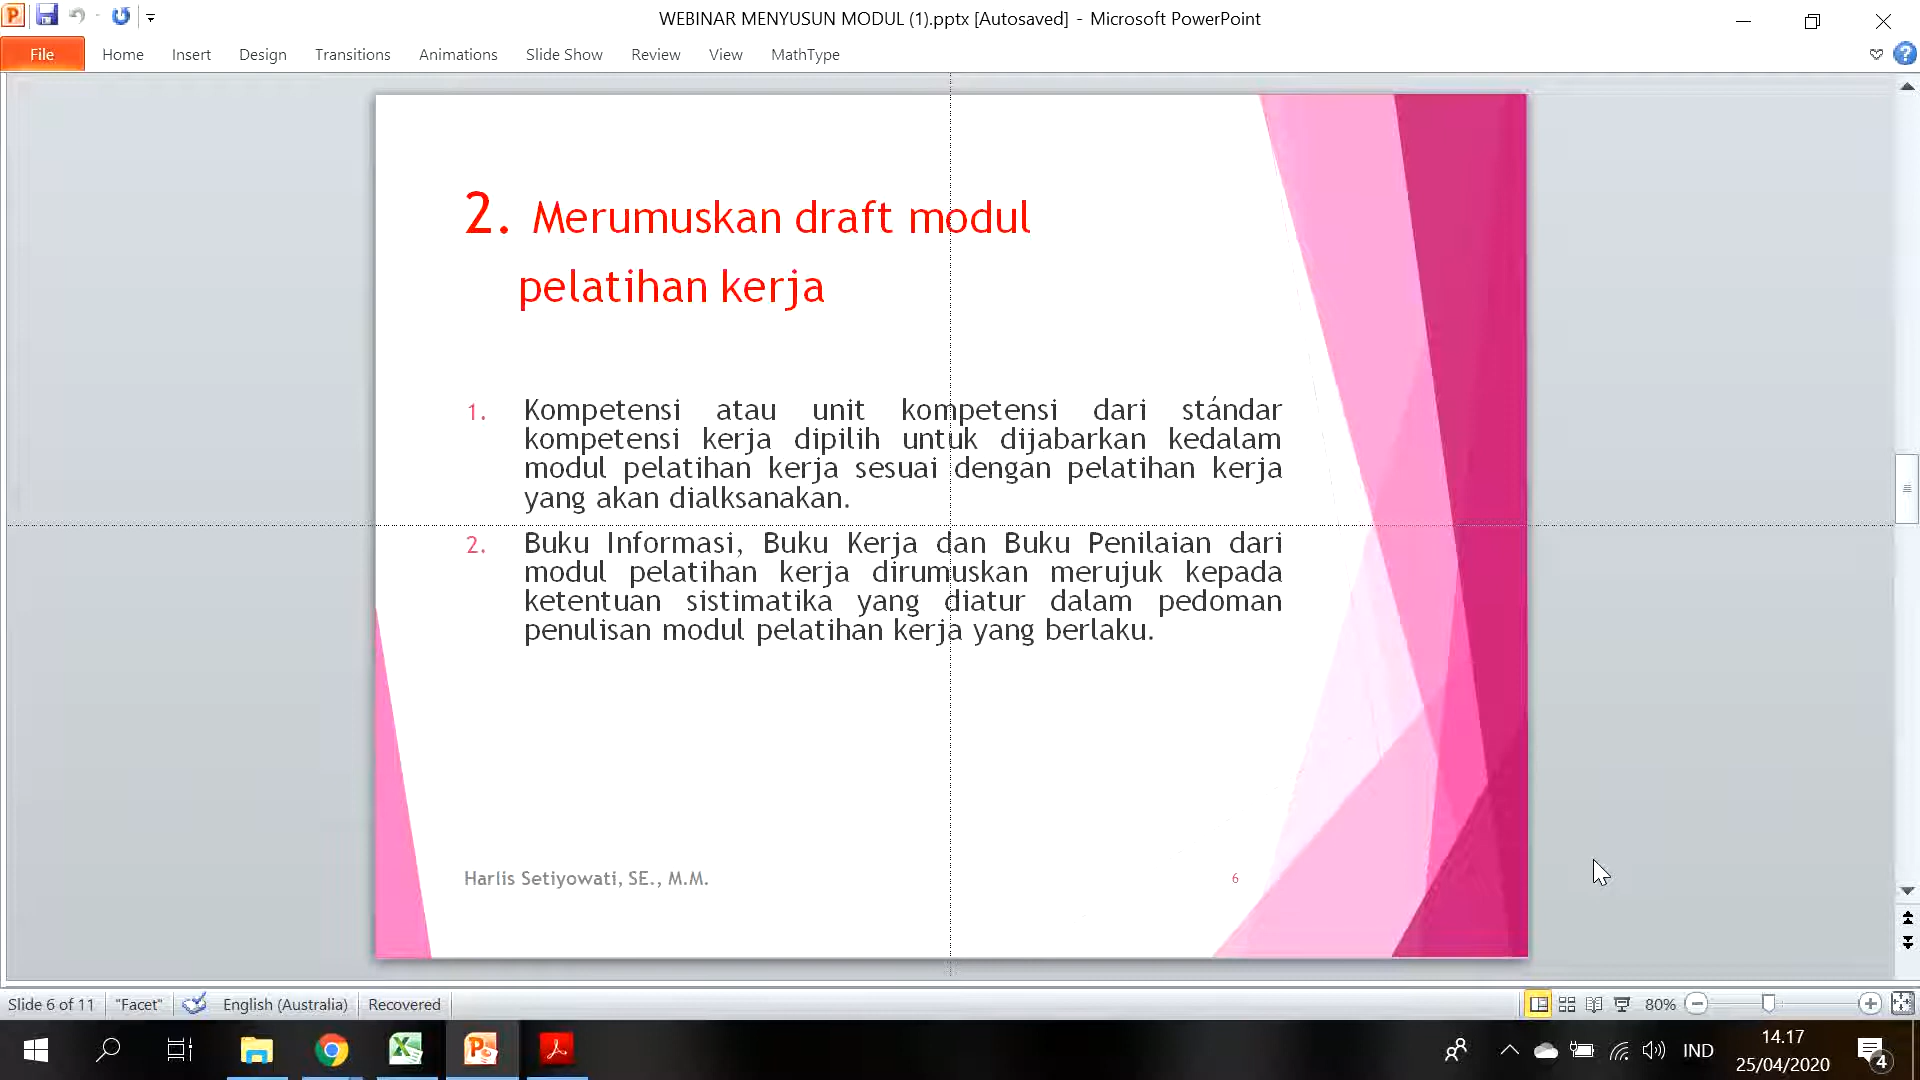 WEBINAR MENYUSUN MODUL (1).pptx [Autosaved] - Microsoft PowerPoint
File Home Insert Design Transitions Animations Slide Show Review View MathType
2. Merumuskan draft modul
pelatihan kerja
1. Kompetensi atau unit kompetensi dari stándar
kompetensi kerja dipilih untuk dijabarkan kedalam
modul pelatihan kerja sesuai dengan pelatihan kerja
yang akan dialksanakan.
2. Buku Informasi, Buku Kerja dan Buku Penilaian dari
modul pelatihan kerja dirumuskan merujuk kepada
ketentuan sistimatika yang diatur dalam pedoman
penulisan modul pelatihan kerja yang berlaku.
Harlis Setiyowati, SE., M.M. 6
Slide 6 of 11 "Facet" English (Australia) Recovered 80%
IND 14.17
25/04/2020
4